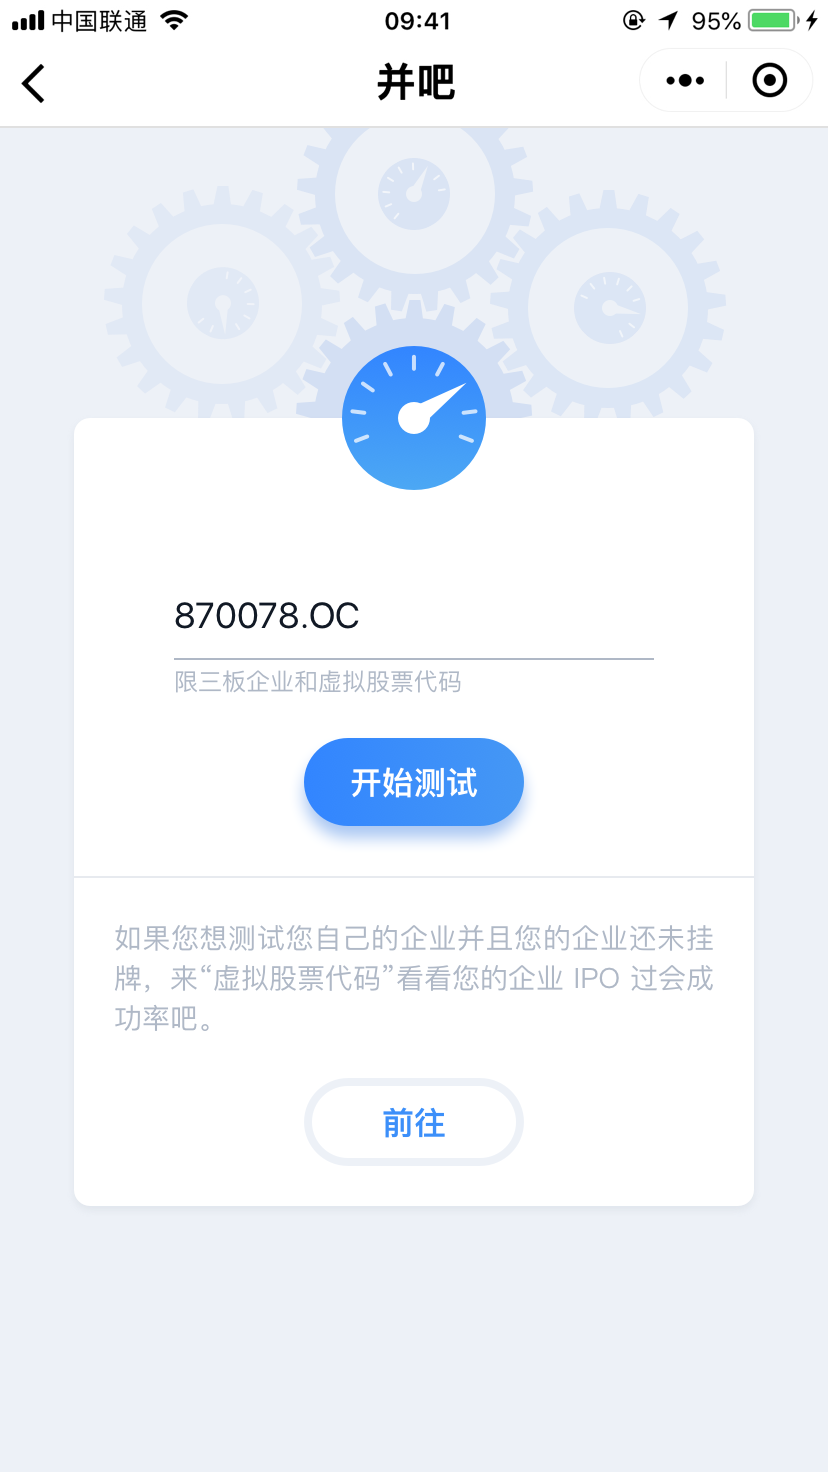 中国联通 09:41 95%
并吧
870078.OC
限三板企业和虚拟股票代码
开始测试
如果您想测试您自己的企业并且您的企业还未挂
牌，来“虚拟股票代码”看看您的企业 IPO 过会成
功率吧。
前往